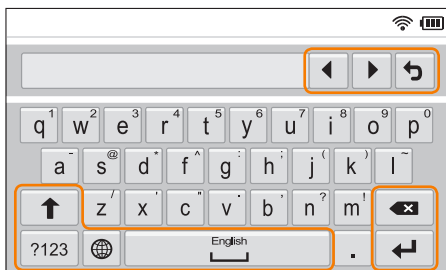 q 1 w 2 e 3 r 4 t 5 y 6 u 7 i 8 o 9 p 0
a - s @ d * f ^ g : h ; j ( k ) l ~
z / x ' c " v . b , n ? m !
?123 English .